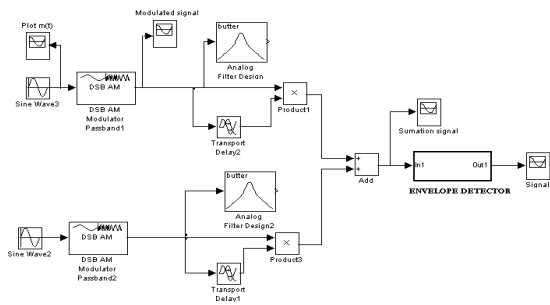 Plot m(t)
Modulated signal
butter
Analog
Filter Design
DSB AM
Sine Wave3
DSB AM
Modulator
Passband1
×
Product1
Transport
Delay2
Sumation signal
+
+
Add
In1
Out1
ENVELOPE DETECTOR
Signal
butter
Analog
Filter Design2
DSB AM
Sine Wave2
DSB AM
Modulator
Passband2
×
Product3
Transport
Delay1